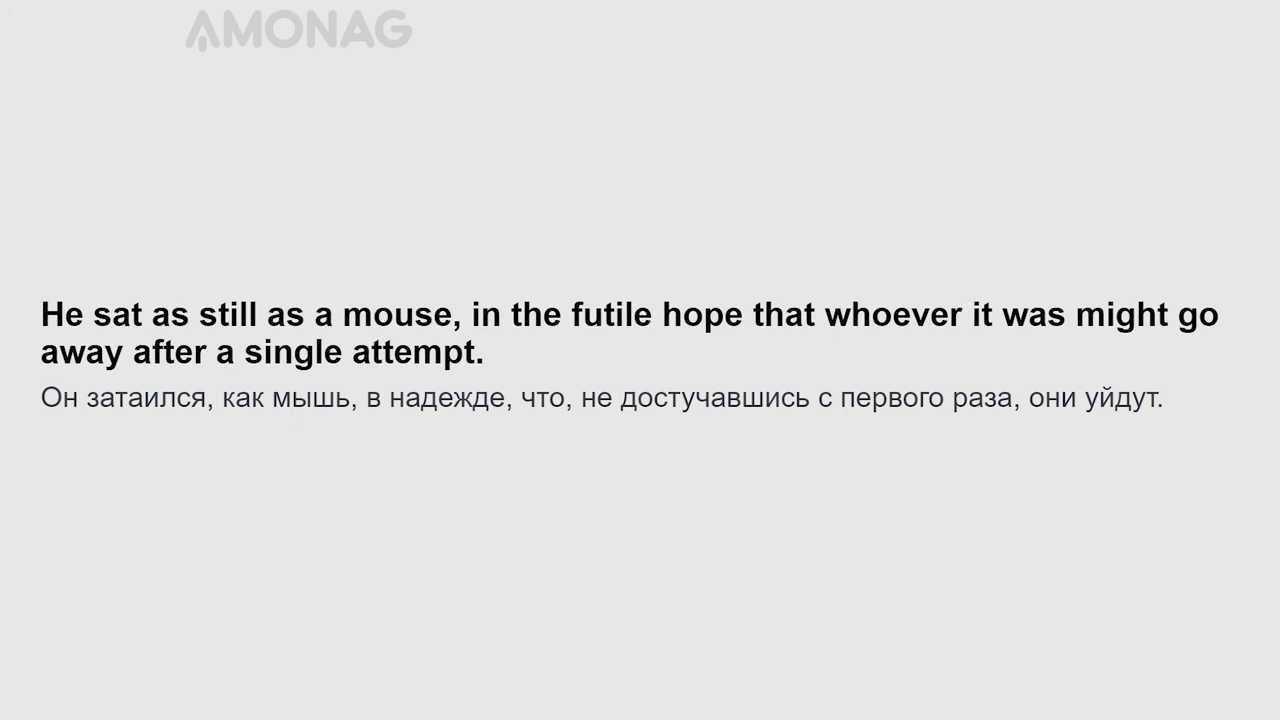 AMONAG
He sat as still as a mouse, in the futile hope that whoever it was might go
away after a single attempt.
Он затаился, как мышь, в надежде, что, не достучавшись с первого раза, они уйдут.